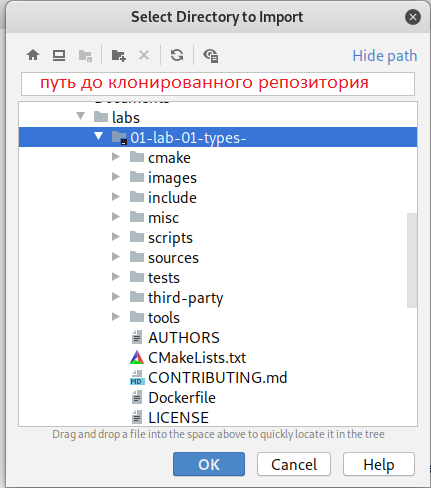 Select Directory to Import
Hide path
путь до клонированного репозитория
Documents
labs
01-lab-01-types-
cmake
images
include
misc
scripts
sources
tests
third-party
tools
AUTHORS
CMakeLists.txt
MD CONTRIBUTING.md
Dockerfile
LICENSE
Drag and drop a file into the space above to quickly locate it in the tree
OK Cancel Help